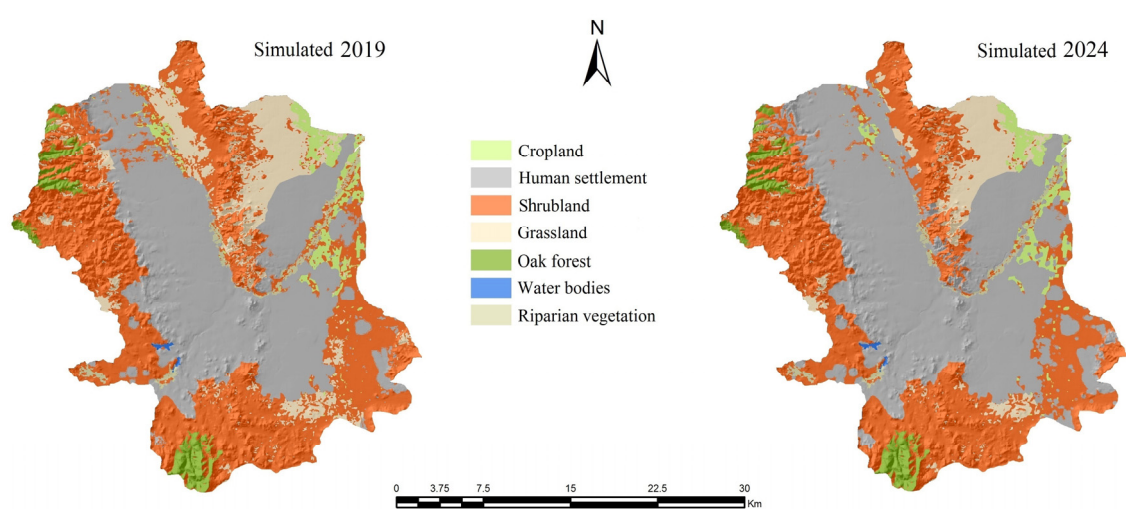 Simulated 2019
N
Simulated 2024
Cropland
Human settlement
Shrubland
Grassland
Oak forest
Water bodies
Riparian vegetation
0 3.75 7.5 15 22.5 30
Km